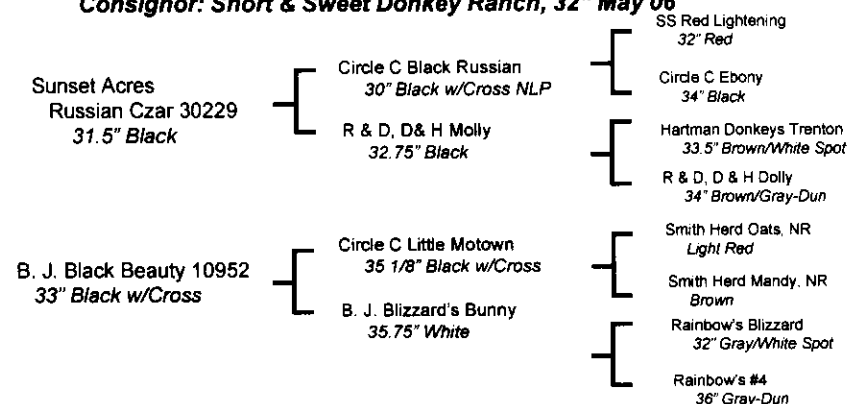 Consignor: Short & Sweet Donkey Ranch, 32" May 06
SS Red Lightening
32" Red
Circle C Black Russian
30" Black w/Cross NLP
Sunset Acres
Russian Czar 30229
31.5" Black
Circle C Ebony
34" Black
R & D, D& H Molly
32.75" Black
Hartman Donkeys Trenton
33.5" Brown/White Spot
R & D, D & H Dolly
34" Brown/Gray-Dun
Circle C Little Motown
35 1/8" Black w/Cross
Smith Herd Oats, NR
Light Red
B. J. Black Beauty 10952
33" Black w/Cross
Smith Herd Mandy, NR
Brown
B. J. Blizzard's Bunny
35.75" White
Rainbow's Blizzard
32" Gray/White Spot
Rainbow's #4
36" Gray-Dun